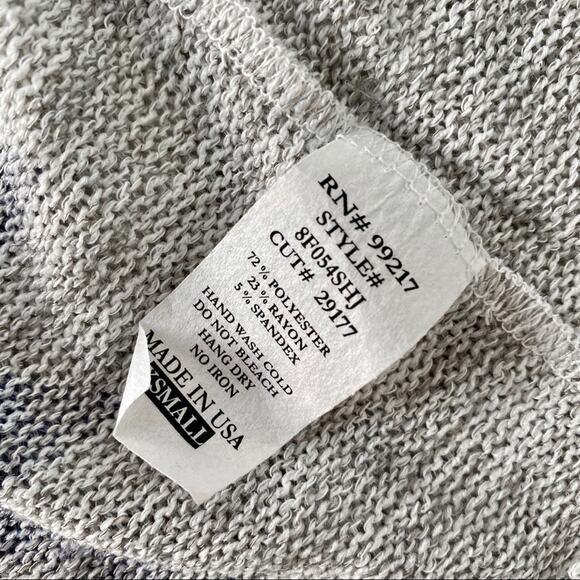 RN# 99217
STYLE#
8F054SHJ
CUT# 29177
72% POLYESTER
23% RAYON
5% SPANDEX
HAND WASH COLD
DO NOT BLEACH
HANG DRY
NO IRON
MADE IN USA
XSMALL